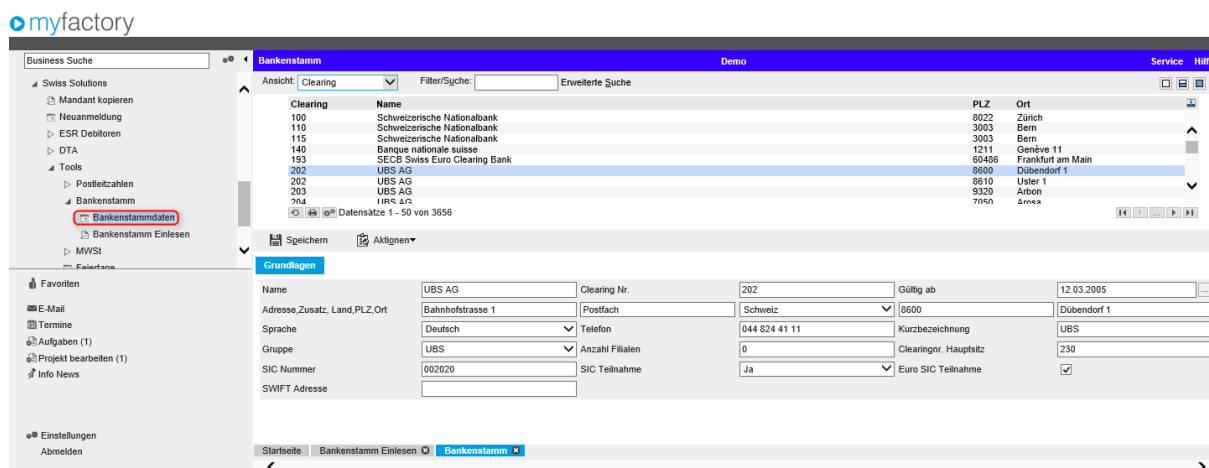 myfactory
Business Suche
Swiss Solutions
Mandant kopieren
Neuanmeldung
ESR Debitoren
DTA
Tools
Postleitzahlen
Bankenstamm
Bankenstammdaten
Bankenstamm Einlesen
MWSt
Feiertage
Favoriten
E-Mail
Termine
Aufgaben (1)
Projekt bearbeiten (1)
Info News
Einstellungen
Abmelden
Bankenstamm Demo Service Hilf
Ansicht: Clearing Filter/Suche: Erweiterte Suche
Clearing Name PLZ Ort
100 Schweizerische Nationalbank 8022 Zürich
110 Schweizerische Nationalbank 3003 Bern
115 Schweizerische Nationalbank 3003 Bern
140 Banque nationale suisse 1211 Genève 11
193 SECB Swiss Euro Clearing Bank 60486 Frankfurt am Main
202 UBS AG 8600 Dübendorf 1
202 UBS AG 8610 Uster 1
203 UBS AG 9320 Arbon
204 UBS AG 7050 Arosa
Datensätze 1 - 50 von 3656
Speichern Aktionen
Grundlagen
Name UBS AG Clearing Nr. 202 Gültig ab 12.03.2005 ...
Adresse,Zusatz, Land,PLZ,Ort Bahnhofstrasse 1 Postfach Schweiz 8600 Dübendorf 1
Sprache Deutsch Telefon 044 824 41 11 Kurzbezeichnung UBS
Gruppe UBS Anzahl Filialen 0 Clearingnr. Hauptsitz 230
SIC Nummer 002020 SIC Teilnahme Ja Euro SIC Teilnahme
SWIFT Adresse
Startseite Bankenstamm Einlesen Bankenstamm